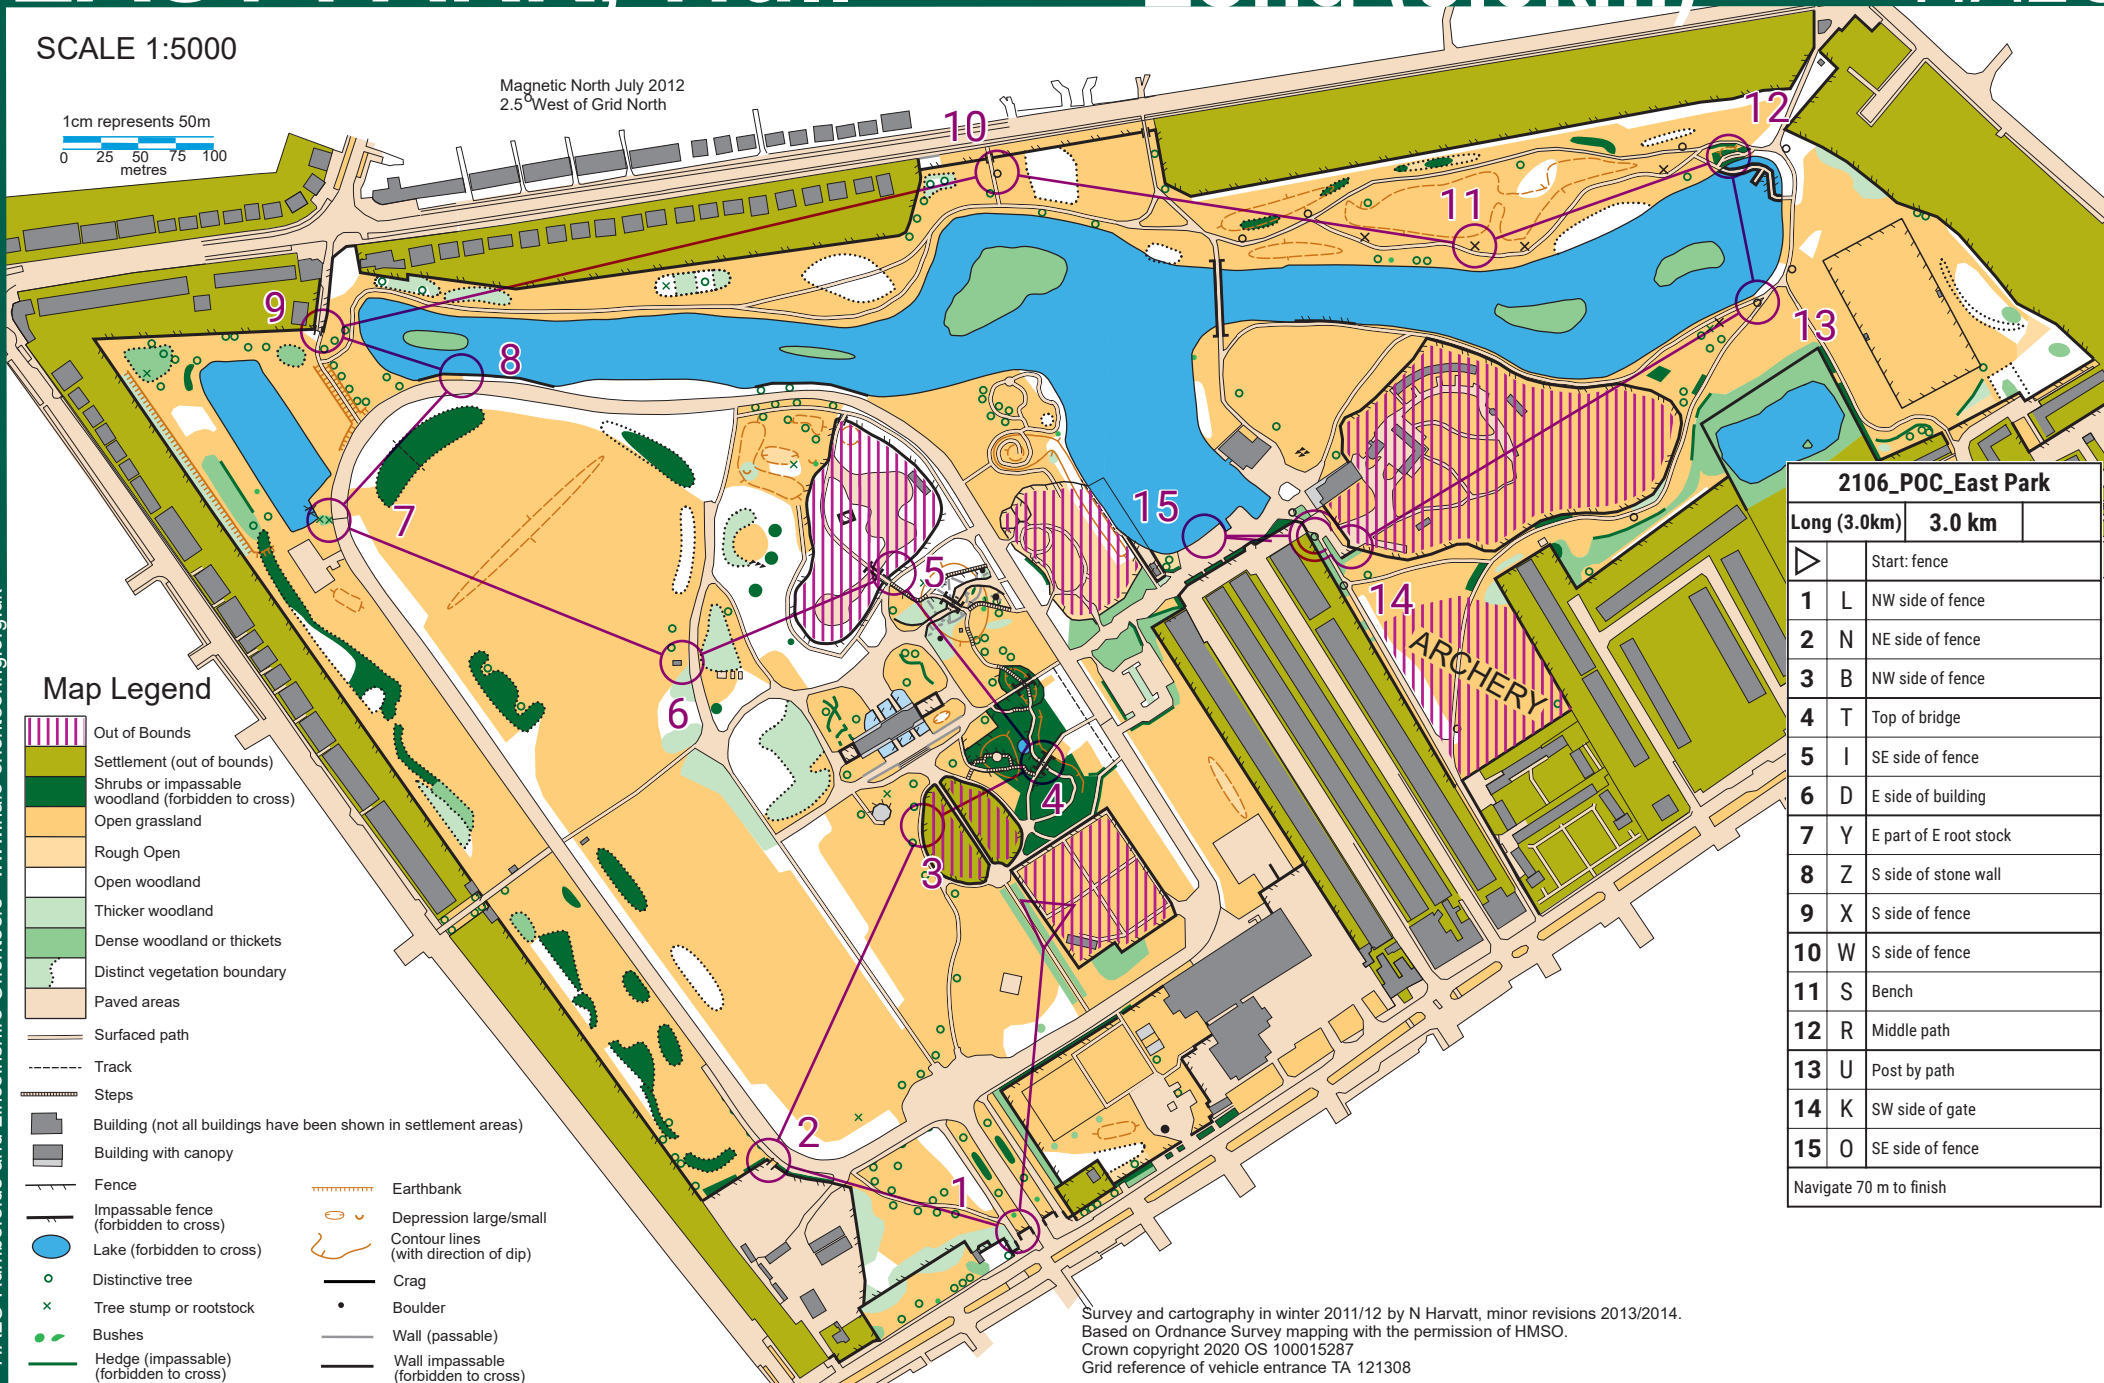 SCALE 1:5000
Magnetic North July 2012
2.5° West of Grid North
1cm represents 50m
0 25 50 75 100
metres
10
12
11
9
8
13
7
15
5
14
6
4
3
2
1
ARCHERY
Map Legend
Out of Bounds
Settlement (out of bounds)
Shrubs or impassable
woodland (forbidden to cross)
Open grassland
Rough Open
Open woodland
Thicker woodland
Dense woodland or thickets
Distinct vegetation boundary
Paved areas
Surfaced path
Track
Steps
Building (not all buildings have been shown in settlement areas)
Building with canopy
Fence
Impassable fence
(forbidden to cross)
Lake (forbidden to cross)
Distinctive tree
Tree stump or rootstock
Bushes
Hedge (impassable)
(forbidden to cross)
Earthbank
Depression large/small
Contour lines
(with direction of dip)
Crag
Boulder
Wall (passable)
Wall impassable
(forbidden to cross)
2106_POC_East Park
Long (3.0km) 3.0 km
Start: fence
1 L NW side of fence
2 N NE side of fence
3 B NW side of fence
4 T Top of bridge
5 I SE side of fence
6 D E side of building
7 Y E part of E root stock
8 Z S side of stone wall
9 X S side of fence
10 W S side of fence
11 S Bench
12 R Middle path
13 U Post by path
14 K SW side of gate
15 O SE side of fence
Navigate 70 m to finish
Survey and cartography in winter 2011/12 by N Harvatt, minor revisions 2013/2014.
Based on Ordnance Survey mapping with the permission of HMSO.
Crown copyright 2020 OS 100015287
Grid reference of vehicle entrance TA 121308